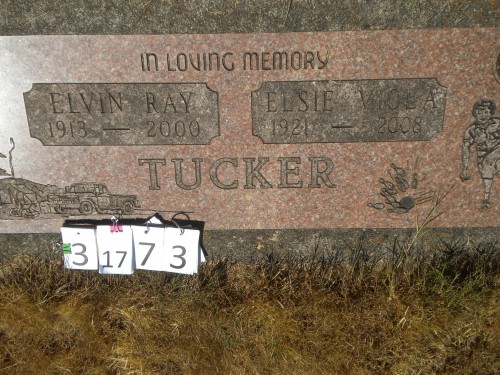 IN LOVING MEMORY
ELVIN RAY
1913 — 2000
ELSIE VIOLA
1921 — 2008
TUCKER
3 17 7 3